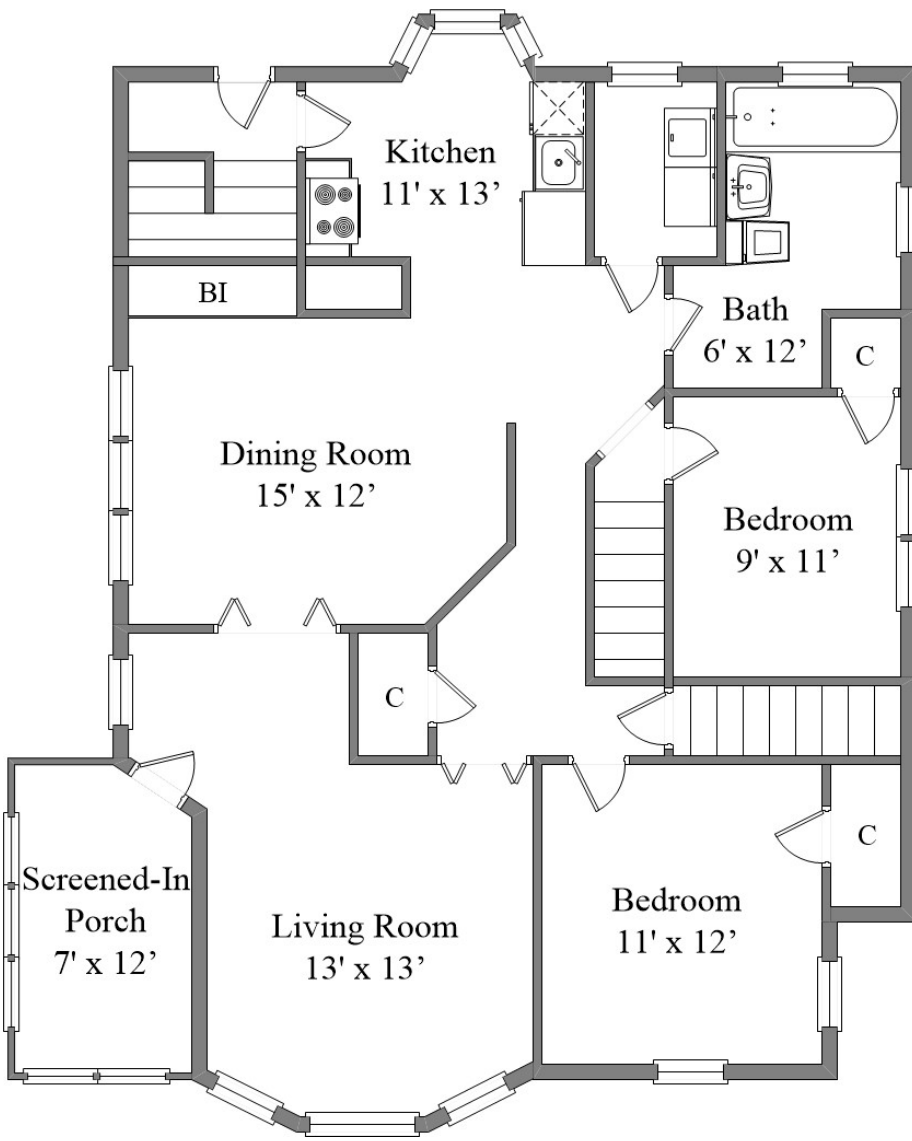 Kitchen
11' x 13’
BI
Bath
6' x 12’
C
Dining Room
15' x 12’
Bedroom
9' x 11’
C
Screened-In
Porch
7' x 12’
Living Room
13' x 13’
Bedroom
11' x 12’
C